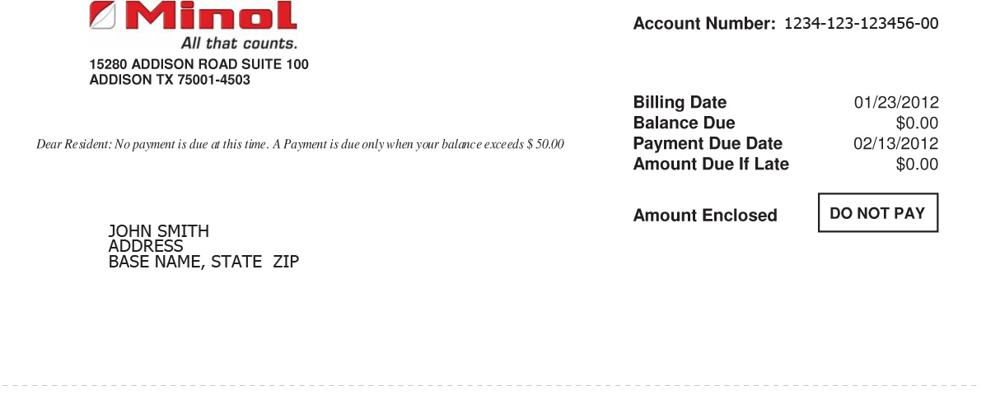 Minol
All that counts.
15280 ADDISON ROAD SUITE 100
ADDISON TX 75001-4503
Account Number: 1234-123-123456-00
Billing Date 01/23/2012
Balance Due $0.00
Payment Due Date 02/13/2012
Amount Due If Late $0.00
Amount Enclosed DO NOT PAY
Dear Resident: No payment is due at this time. A Payment is due only when your balance exceeds $ 50.00
JOHN SMITH
ADDRESS
BASE NAME, STATE ZIP